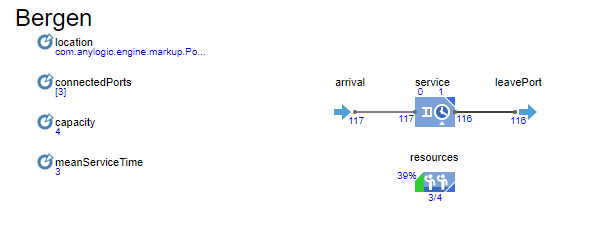 Bergen
location
com.anylogic.engine.markup.Po...
connectedPorts
[3]
capacity
4
meanServiceTime
3
arrival
service
leavePort
0 1
117
117
116
116
resources
39%
3/4